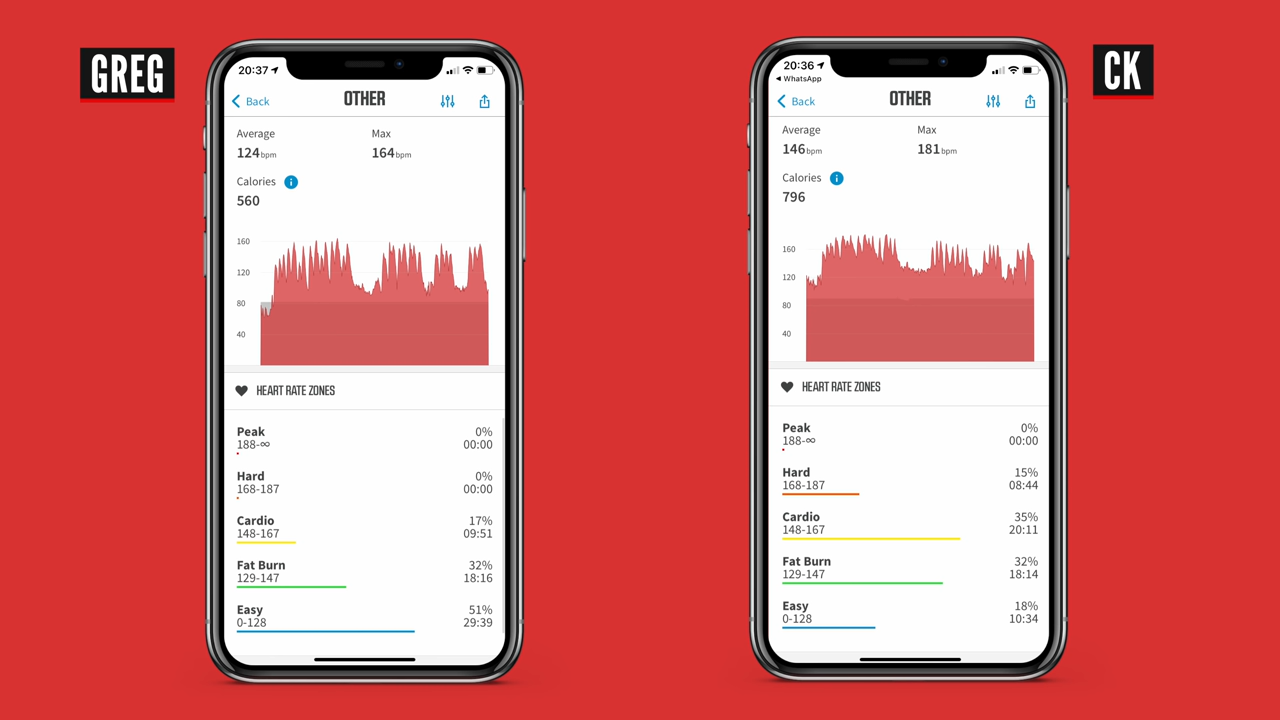 GREG
20:37
Back
OTHER
Average
Max
124bpm
164bpm
Calories
560
160
120
80
40
HEART RATE ZONES
Peak
0%
188-∞
00:00
Hard
0%
168-187
00:00
Cardio
17%
148-167
09:51
Fat Burn
32%
129-147
18:16
Easy
51%
0-128
29:39
CK
20:36
WhatsApp
Back
OTHER
Average
Max
146bpm
181bpm
Calories
796
160
120
80
40
HEART RATE ZONES
Peak
0%
188-∞
00:00
Hard
15%
168-187
08:44
Cardio
35%
148-167
20:11
Fat Burn
32%
129-147
18:14
Easy
18%
0-128
10:34